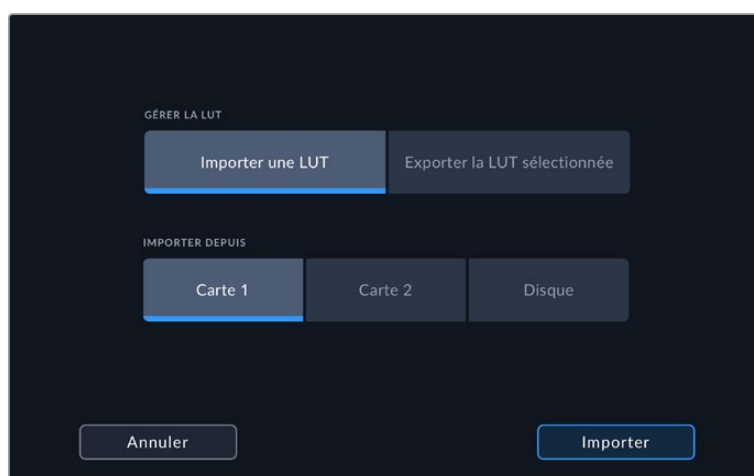 GÉRER LA LUT
Importer une LUT Exporter la LUT sélectionnée
IMPORTER DEPUIS
Carte 1 Carte 2 Disque
Annuler Importer